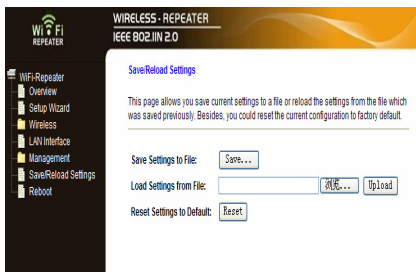 Wi Fi
REPEATER
WIRELESS - REPEATER
IEEE 802.11N 2.0
WiFi-Repeater
Overview
Setup Wizard
Wireless
LAN Interface
Management
Save/Reload Settings
Reboot
Save/Reload Settings
This page allows you save current settings to a file or reload the settings from the file which
was saved previously. Besides, you could reset the current configuration to factory default.
Save Settings to File: Save...
Load Settings from File: 浏览... Upload
Reset Settings to Default: Reset